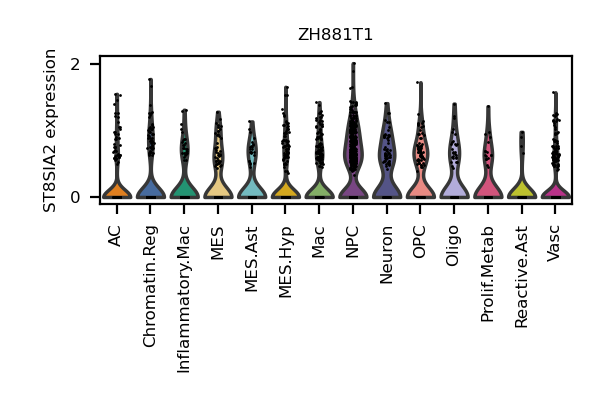 ZH881T1
ST8SIA2 expression
2
0
AC
Chromatin.Reg
Inflammatory.Mac
MES
MES.Ast
MES.Hyp
Mac
NPC
Neuron
OPC
Oligo
Prolif.Metab
Reactive.Ast
Vasc